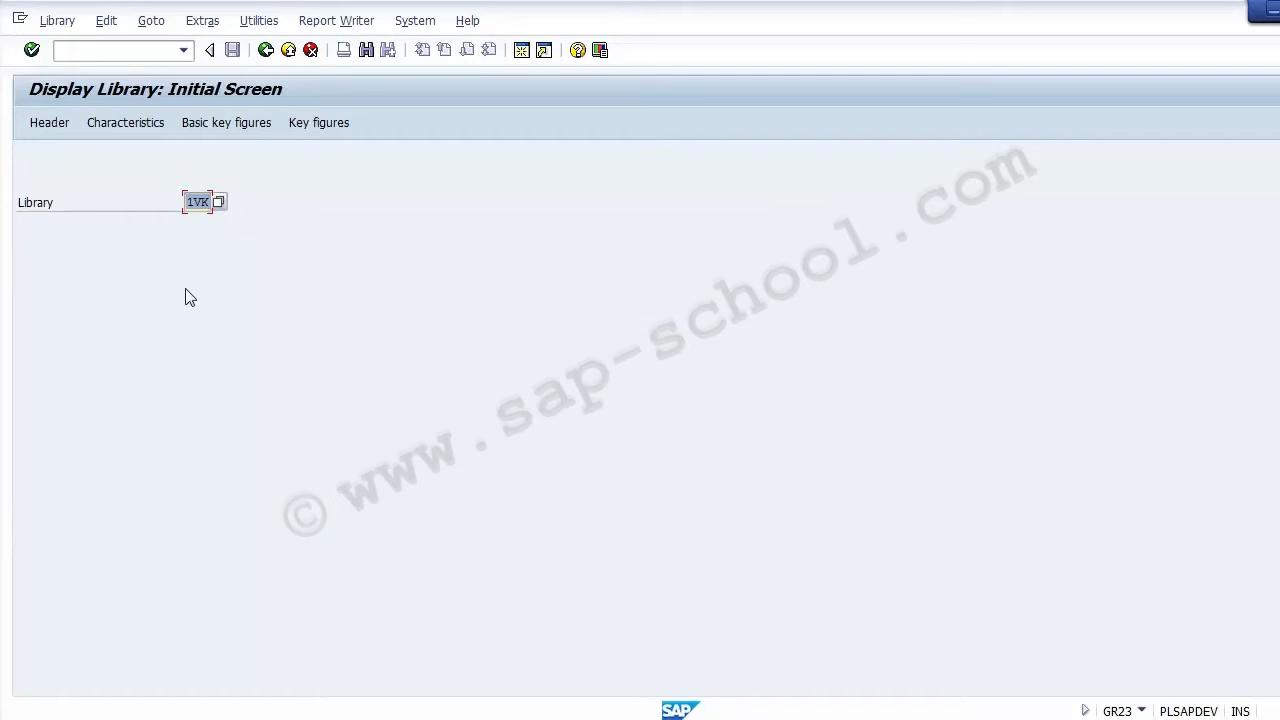 Library Edit Goto Extras Utilities Report Writer System Help
Display Library: Initial Screen
Header Characteristics Basic key figures Key figures
Library 1VK
© www.sap-school.com
SAP GR23 PLSAPDEV INS